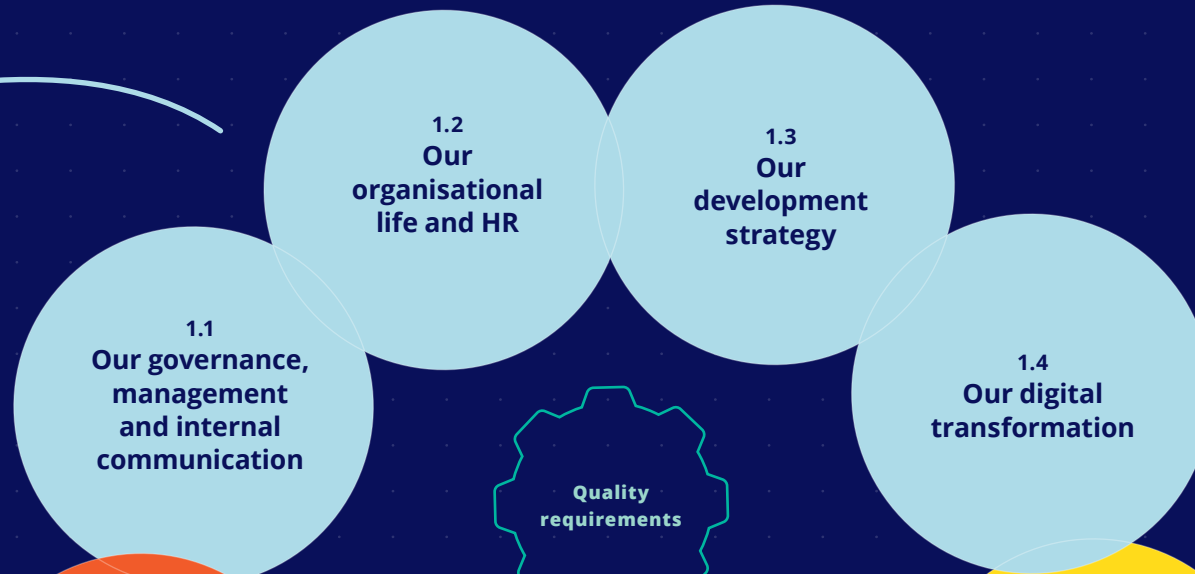 1.1
Our governance,
management
and internal
communication
1.2
Our
organisational
life and HR
1.3
Our
development
strategy
1.4
Our digital
transformation
Quality
requirements